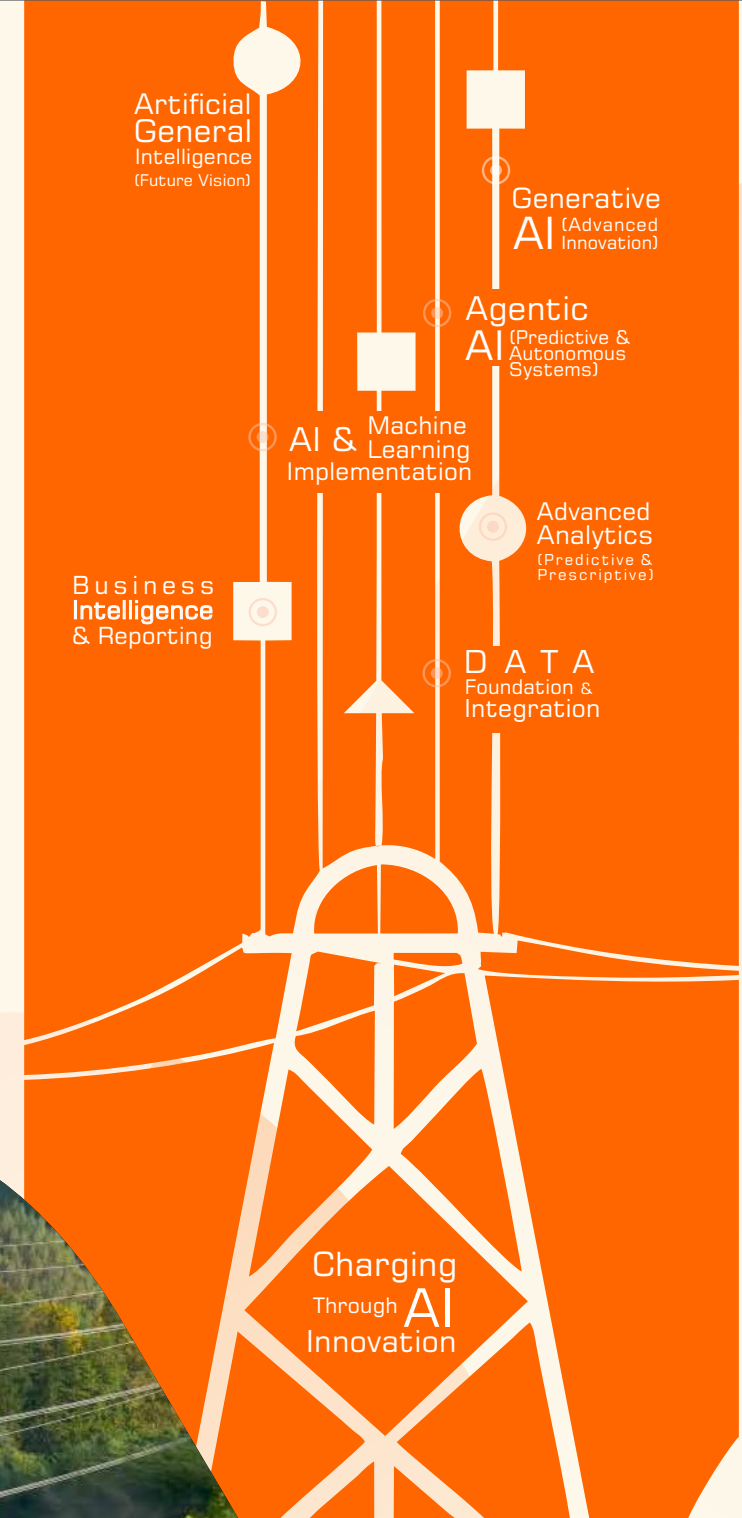 Artificial
General
Intelligence
(Future Vision)
Generative
AI (Advanced
Innovation)
Agentic
AI (Predictive &
Autonomous
Systems)
AI & Machine
Learning
Implementation
Advanced
Analytics
(Predictive &
Prescriptive)
Business
Intelligence
& Reporting
DATA
Foundation &
Integration
Charging
Through AI
Innovation